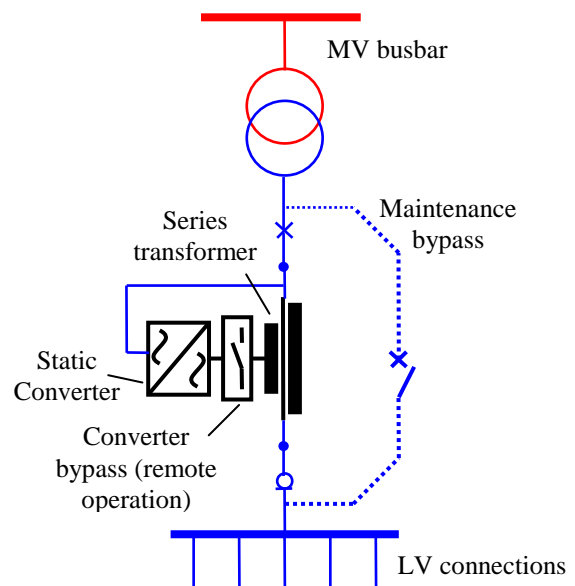 MV busbar
Maintenance
bypass
Series
transformer
Static
Converter
Converter
bypass (remote
operation)
LV connections